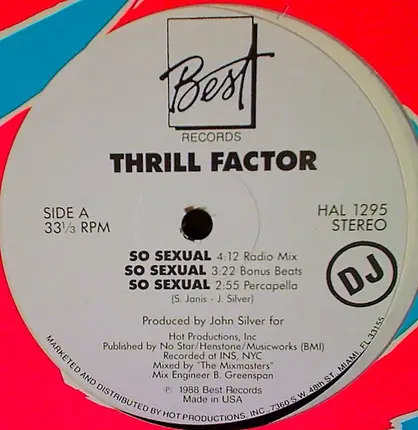 Best
RECORDS
THRILL FACTOR
SIDE A
33⅓ RPM
HAL 1295
STEREO
SO SEXUAL 4:12 Radio Mix
SO SEXUAL 3:22 Bonus Beats
SO SEXUAL 2:55 Percapella
(S. Janis - J. Silver)
DJ
Produced by John Silver for
Hot Productions, Inc
Published by No Star/Henstone/Musicworks (BMI)
Recorded at INS, NYC
Mixed by "The Mixmasters"
Mix Engineer B. Greenspan
℗ 1988 Best Records
Made in USA
MARKETED AND DISTRIBUTED BY HOT PRODUCTIONS, INC. 7360 S.W. 48th ST. MIAMI, FL 33155